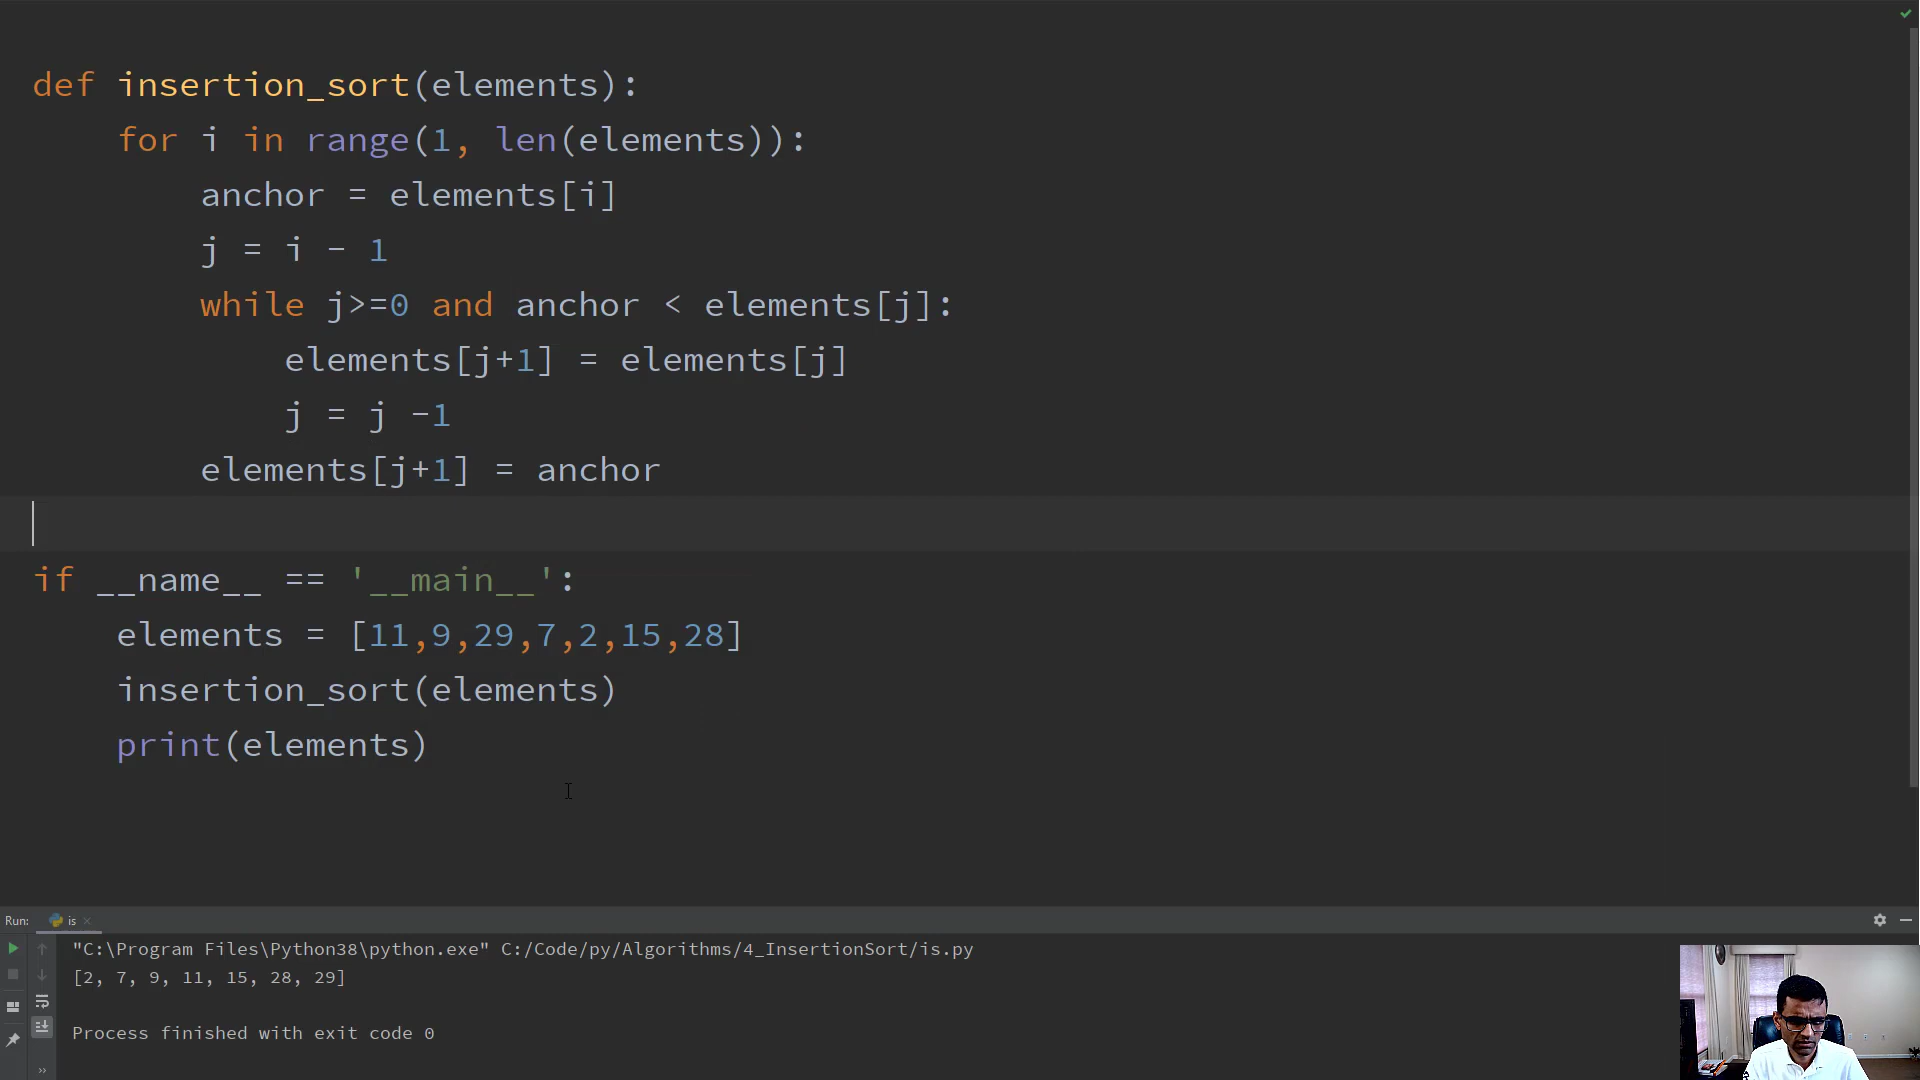 def insertion_sort(elements):
    for i in range(1, len(elements)):
        anchor = elements[i]
        j = i - 1
        while j>=0 and anchor < elements[j]:
            elements[j+1] = elements[j]
            j = j -1
        elements[j+1] = anchor
if __name__ == '__main__':
    elements = [11,9,29,7,2,15,28]
    insertion_sort(elements)
    print(elements)
Run: is
"C:\Program Files\Python38\python.exe" C:/Code/py/Algorithms/4_InsertionSort/is.py
[2, 7, 9, 11, 15, 28, 29]
Process finished with exit code 0